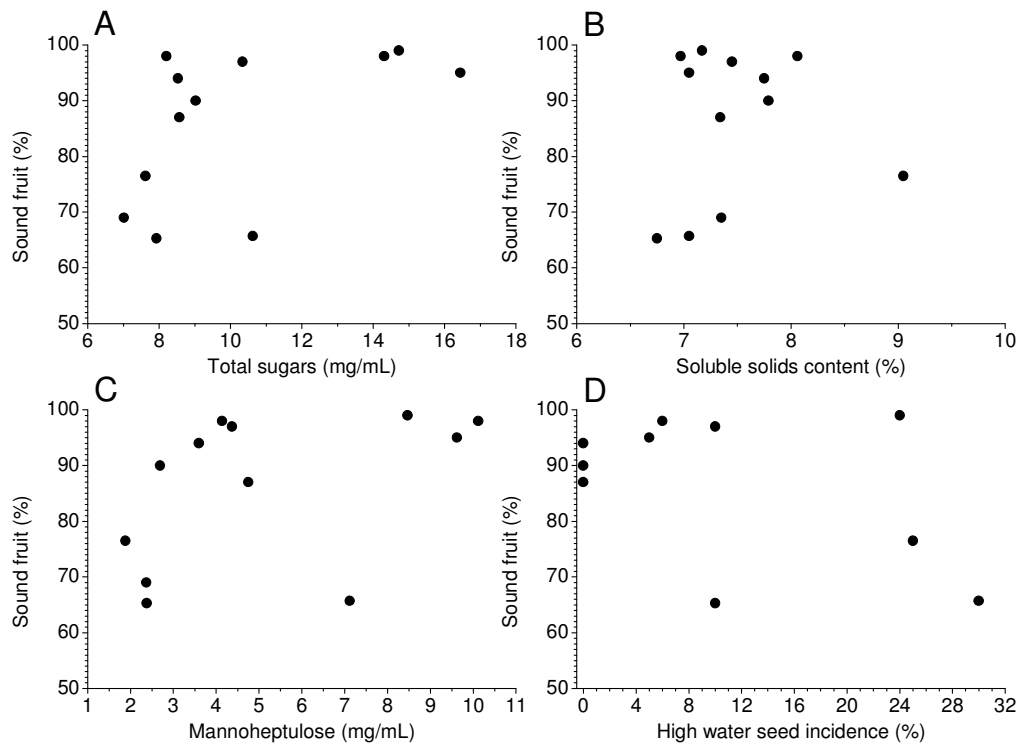 A
B
100
90
80
70
60
50
Sound fruit (%)
6 8 10 12 14 16 18
Total sugars (mg/mL)
100
90
80
70
60
50
Sound fruit (%)
6 7 8 9 10
Soluble solids content (%)
C
D
100
90
80
70
60
50
Sound fruit (%)
1 2 3 4 5 6 7 8 9 10 11
Mannoheptulose (mg/mL)
100
90
80
70
60
50
Sound fruit (%)
0 4 8 12 16 20 24 28 32
High water seed incidence (%)